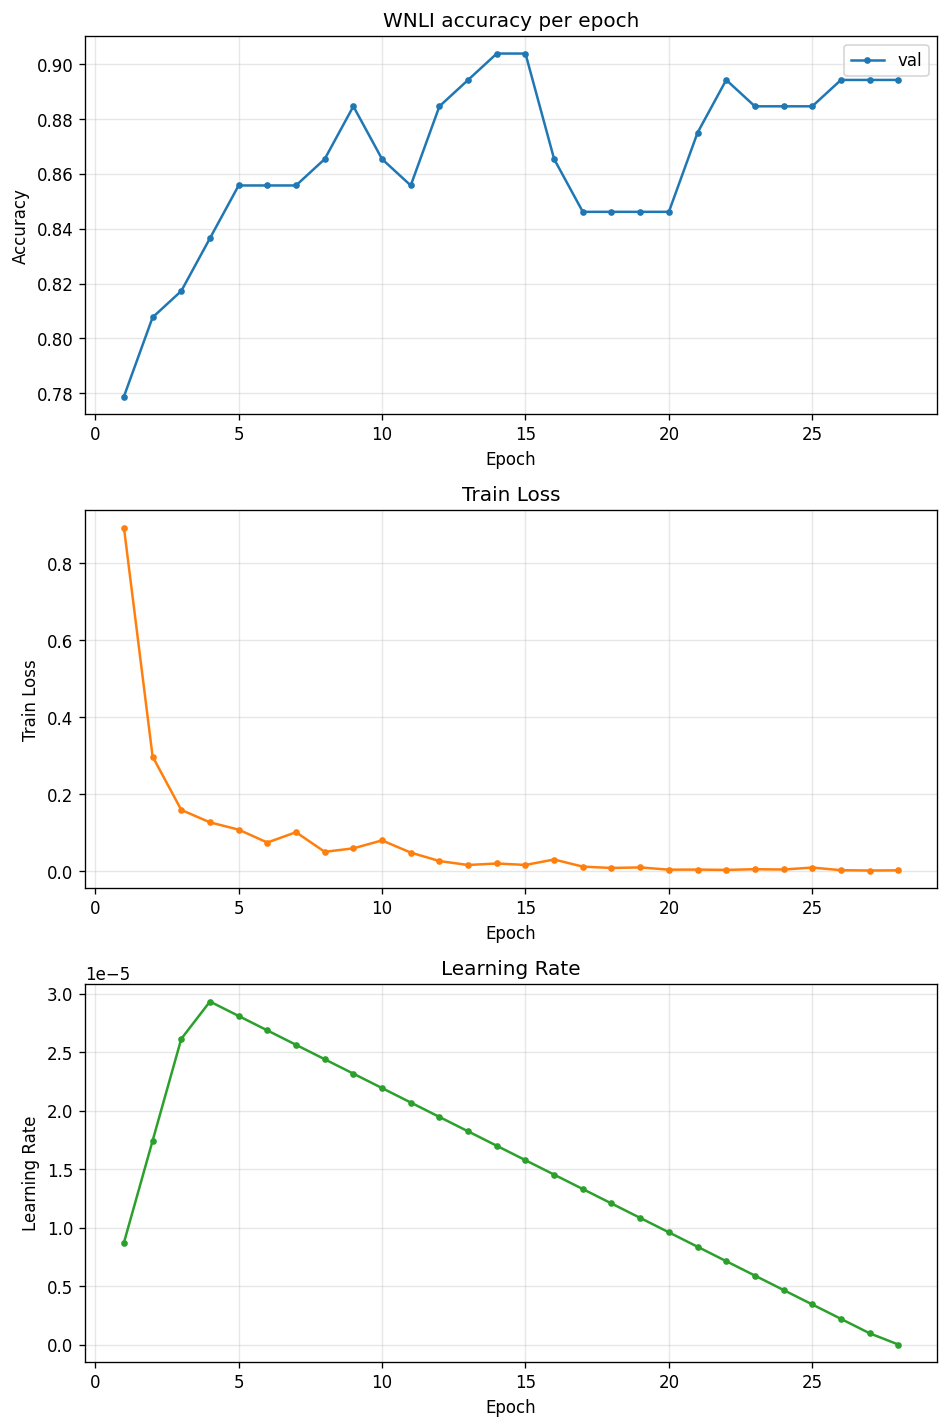 WNLI accuracy per epoch
val
0.90
0.88
0.86
0.84
0.82
0.80
0.78
Accuracy
0 5 10 15 20 25
Epoch
Train Loss
0.8
0.6
0.4
0.2
0.0
Train Loss
0 5 10 15 20 25
Epoch
Learning Rate
1e−5
3.0
2.5
2.0
1.5
1.0
0.5
0.0
Learning Rate
0 5 10 15 20 25
Epoch